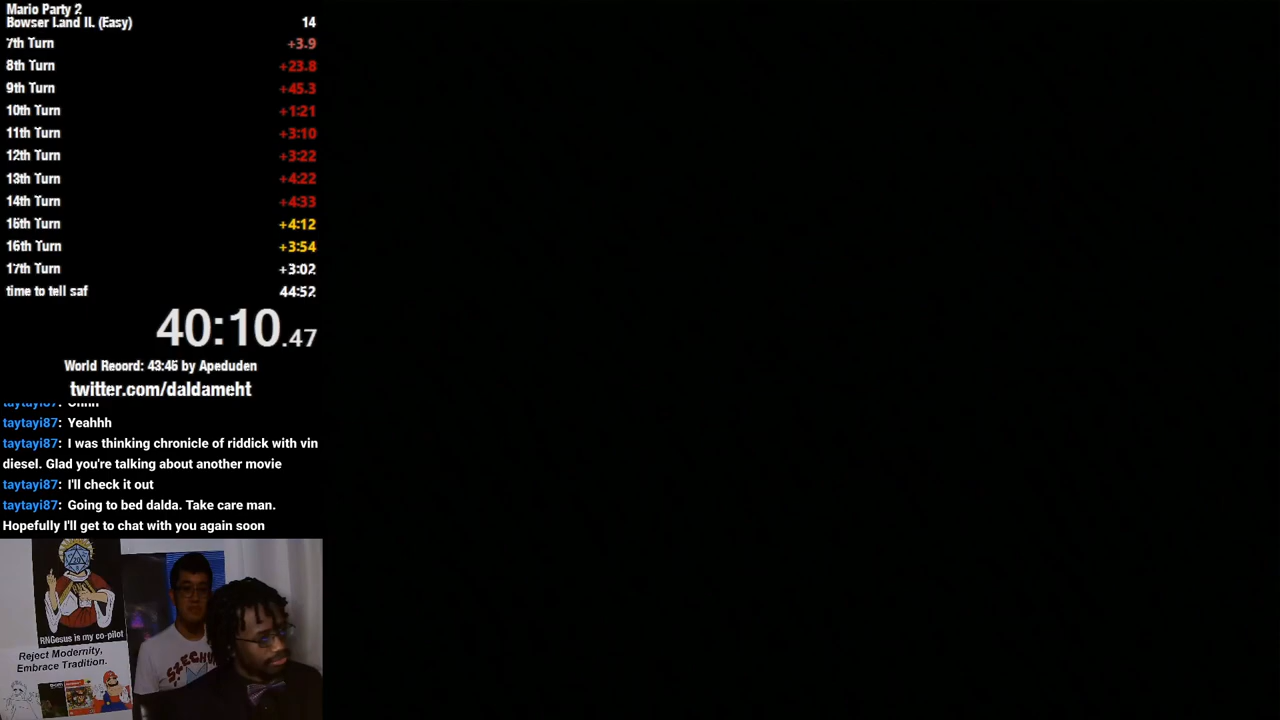 Mario Party 2
Bowser Land II. (Easy) 14
7th Turn +3.9
8th Turn +23.8
9th Turn +45.3
10th Turn +1:21
11th Turn +3:10
12th Turn +3:22
13th Turn +4:22
14th Turn +4:33
15th Turn +4:12
16th Turn +3:54
17th Turn +3:02
time to tell saf 44:52
40:10.47
World Record: 43:45 by Apeduden
twitter.com/daldameht
taytayi87: Ohhh
taytayi87: Yeahhh
taytayi87: I was thinking chronicle of riddick with vin
diesel. Glad you're talking about another movie
taytayi87: I'll check it out
taytayi87: Going to bed dalda. Take care man.
Hopefully I'll get to chat with you again soon
RNGesus is my co-pilot
Reject Modernity,
Embrace Tradition.
SZECHU